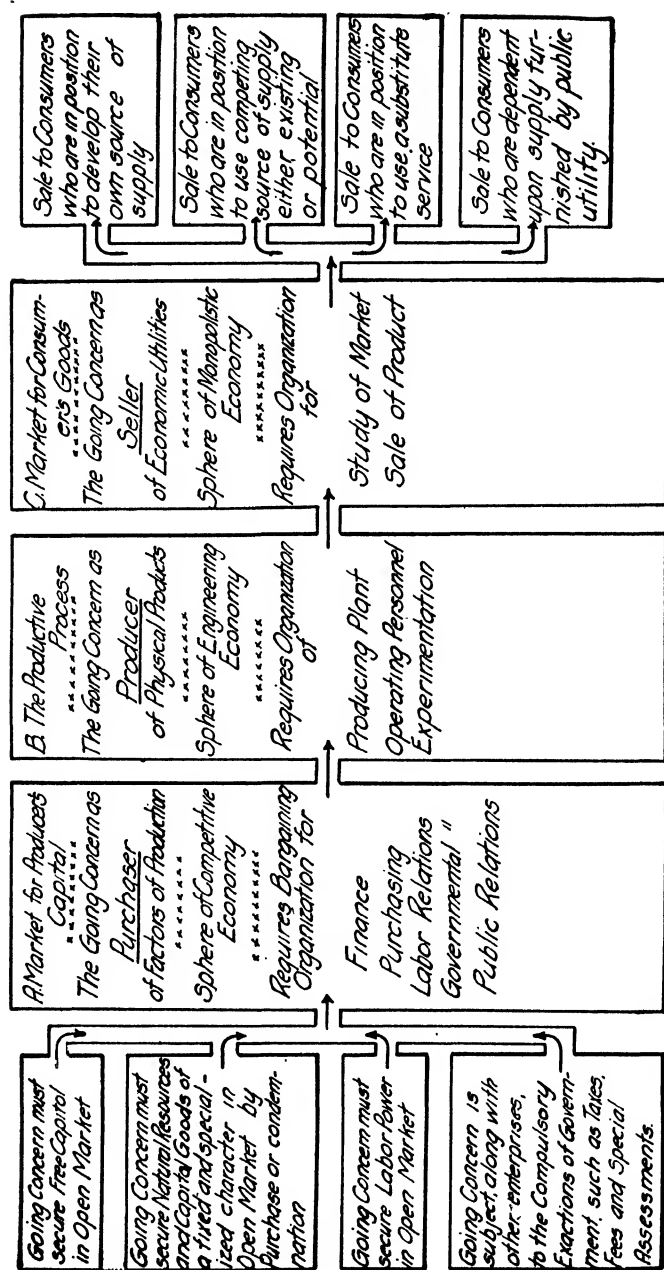 Going Concern must
secure Free Capital
in Open Market
Going Concern must
secure Natural Resources
and Capital Goods of
a fixed and special-
ized character in
Open Market by
Purchase or condem-
nation
Going Concern must
secure Labor Power
in Open Market
Going Concern is
subject, along with
other enterprises,
to the Compulsory
Exactions of Govern-
ment, such as Taxes,
Fees and Special
Assessments.
A. Market for Producer's
Capital
The Going Concern as
Purchaser
of Factors of Production
Sphere of Competitive
Economy
Requires Bargaining
Organization for
Finance
Purchasing
Labor Relations
Governmental "
Public Relations
B. The Productive
Process
The Going Concern as
Producer
of Physical Products
Sphere of Engineering
Economy
Requires Organization
of
Producing Plant
Operating Personnel
Experimentation
C. Market for Consum-
er's Goods
The Going Concern as
Seller
of Economic Utilities
Sphere of Monopolistic
Economy
Requires Organization
for
Study of Market
Sale of Product
Sale to Consumers
who are in position
to develop their
own source of
supply
Sale to Consumers
who are in position
to use competing
source of supply
either existing
or potential
Sale to Consumers
who are in position
to use a substitute
service
Sale to Consumers
who are dependent
upon supply fur-
nished by public
utility.